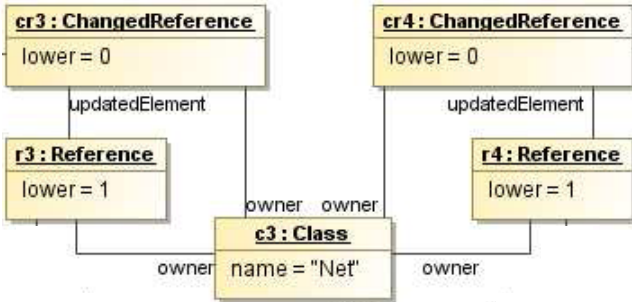 cr3 : ChangedReference
cr4 : ChangedReference
lower = 0
lower = 0
updatedElement
updatedElement
r3 : Reference
r4 : Reference
lower = 1
lower = 1
owner
owner
c3 : Class
owner
name = "Net"
owner